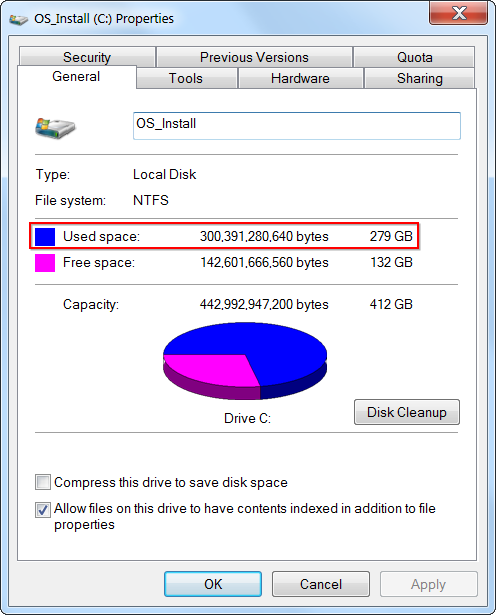 OS_Install (C:) Properties
Security Previous Versions Quota
General Tools Hardware Sharing
OS_Install
Type: Local Disk
File system: NTFS
Used space: 300,391,280,640 bytes 279 GB
Free space: 142,601,666,560 bytes 132 GB
Capacity: 442,992,947,200 bytes 412 GB
Drive C:
Disk Cleanup
Compress this drive to save disk space
Allow files on this drive to have contents indexed in addition to file
properties
OK Cancel Apply